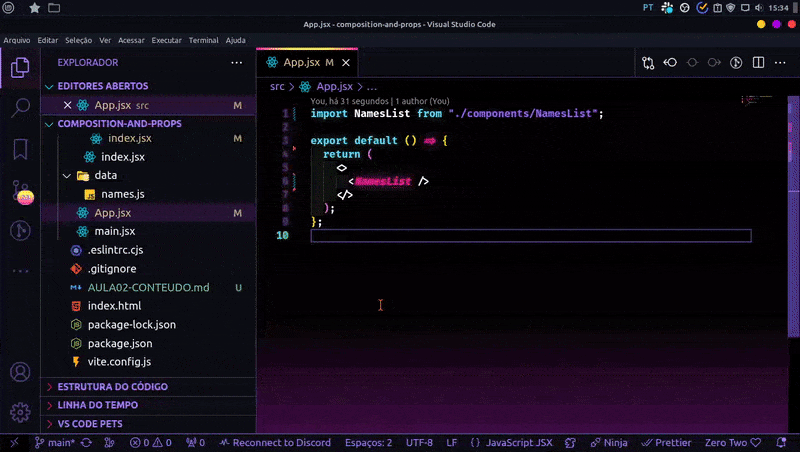 PT
15:34
App.jsx - composition-and-props - Visual Studio Code
Arquivo Editar Seleção Ver Acessar Executar Terminal Ajuda
EXPLORADOR
EDITORES ABERTOS
App.jsx src M
COMPOSITION-AND-PROPS
index.jsx M
index.jsx
data
names.js
App.jsx M
main.jsx
.eslintrc.cjs
.gitignore
AULA02-CONTEUDO.md U
index.html
package-lock.json
package.json
vite.config.js
ESTRUTURA DO CÓDIGO
LINHA DO TEMPO
VS CODE PETS
App.jsx M
src > App.jsx > ...
You, há 31 segundos | 1 author (You)
1 import NamesList from "./components/NamesList";
2
3 export default () => {
4 return (
5 <>
6 <NamesList />
7 </>
8 );
9 };
10
main* 0 0 0 Reconnect to Discord Espaços: 2 UTF-8 LF { } JavaScript JSX Ninja Prettier Zero Two